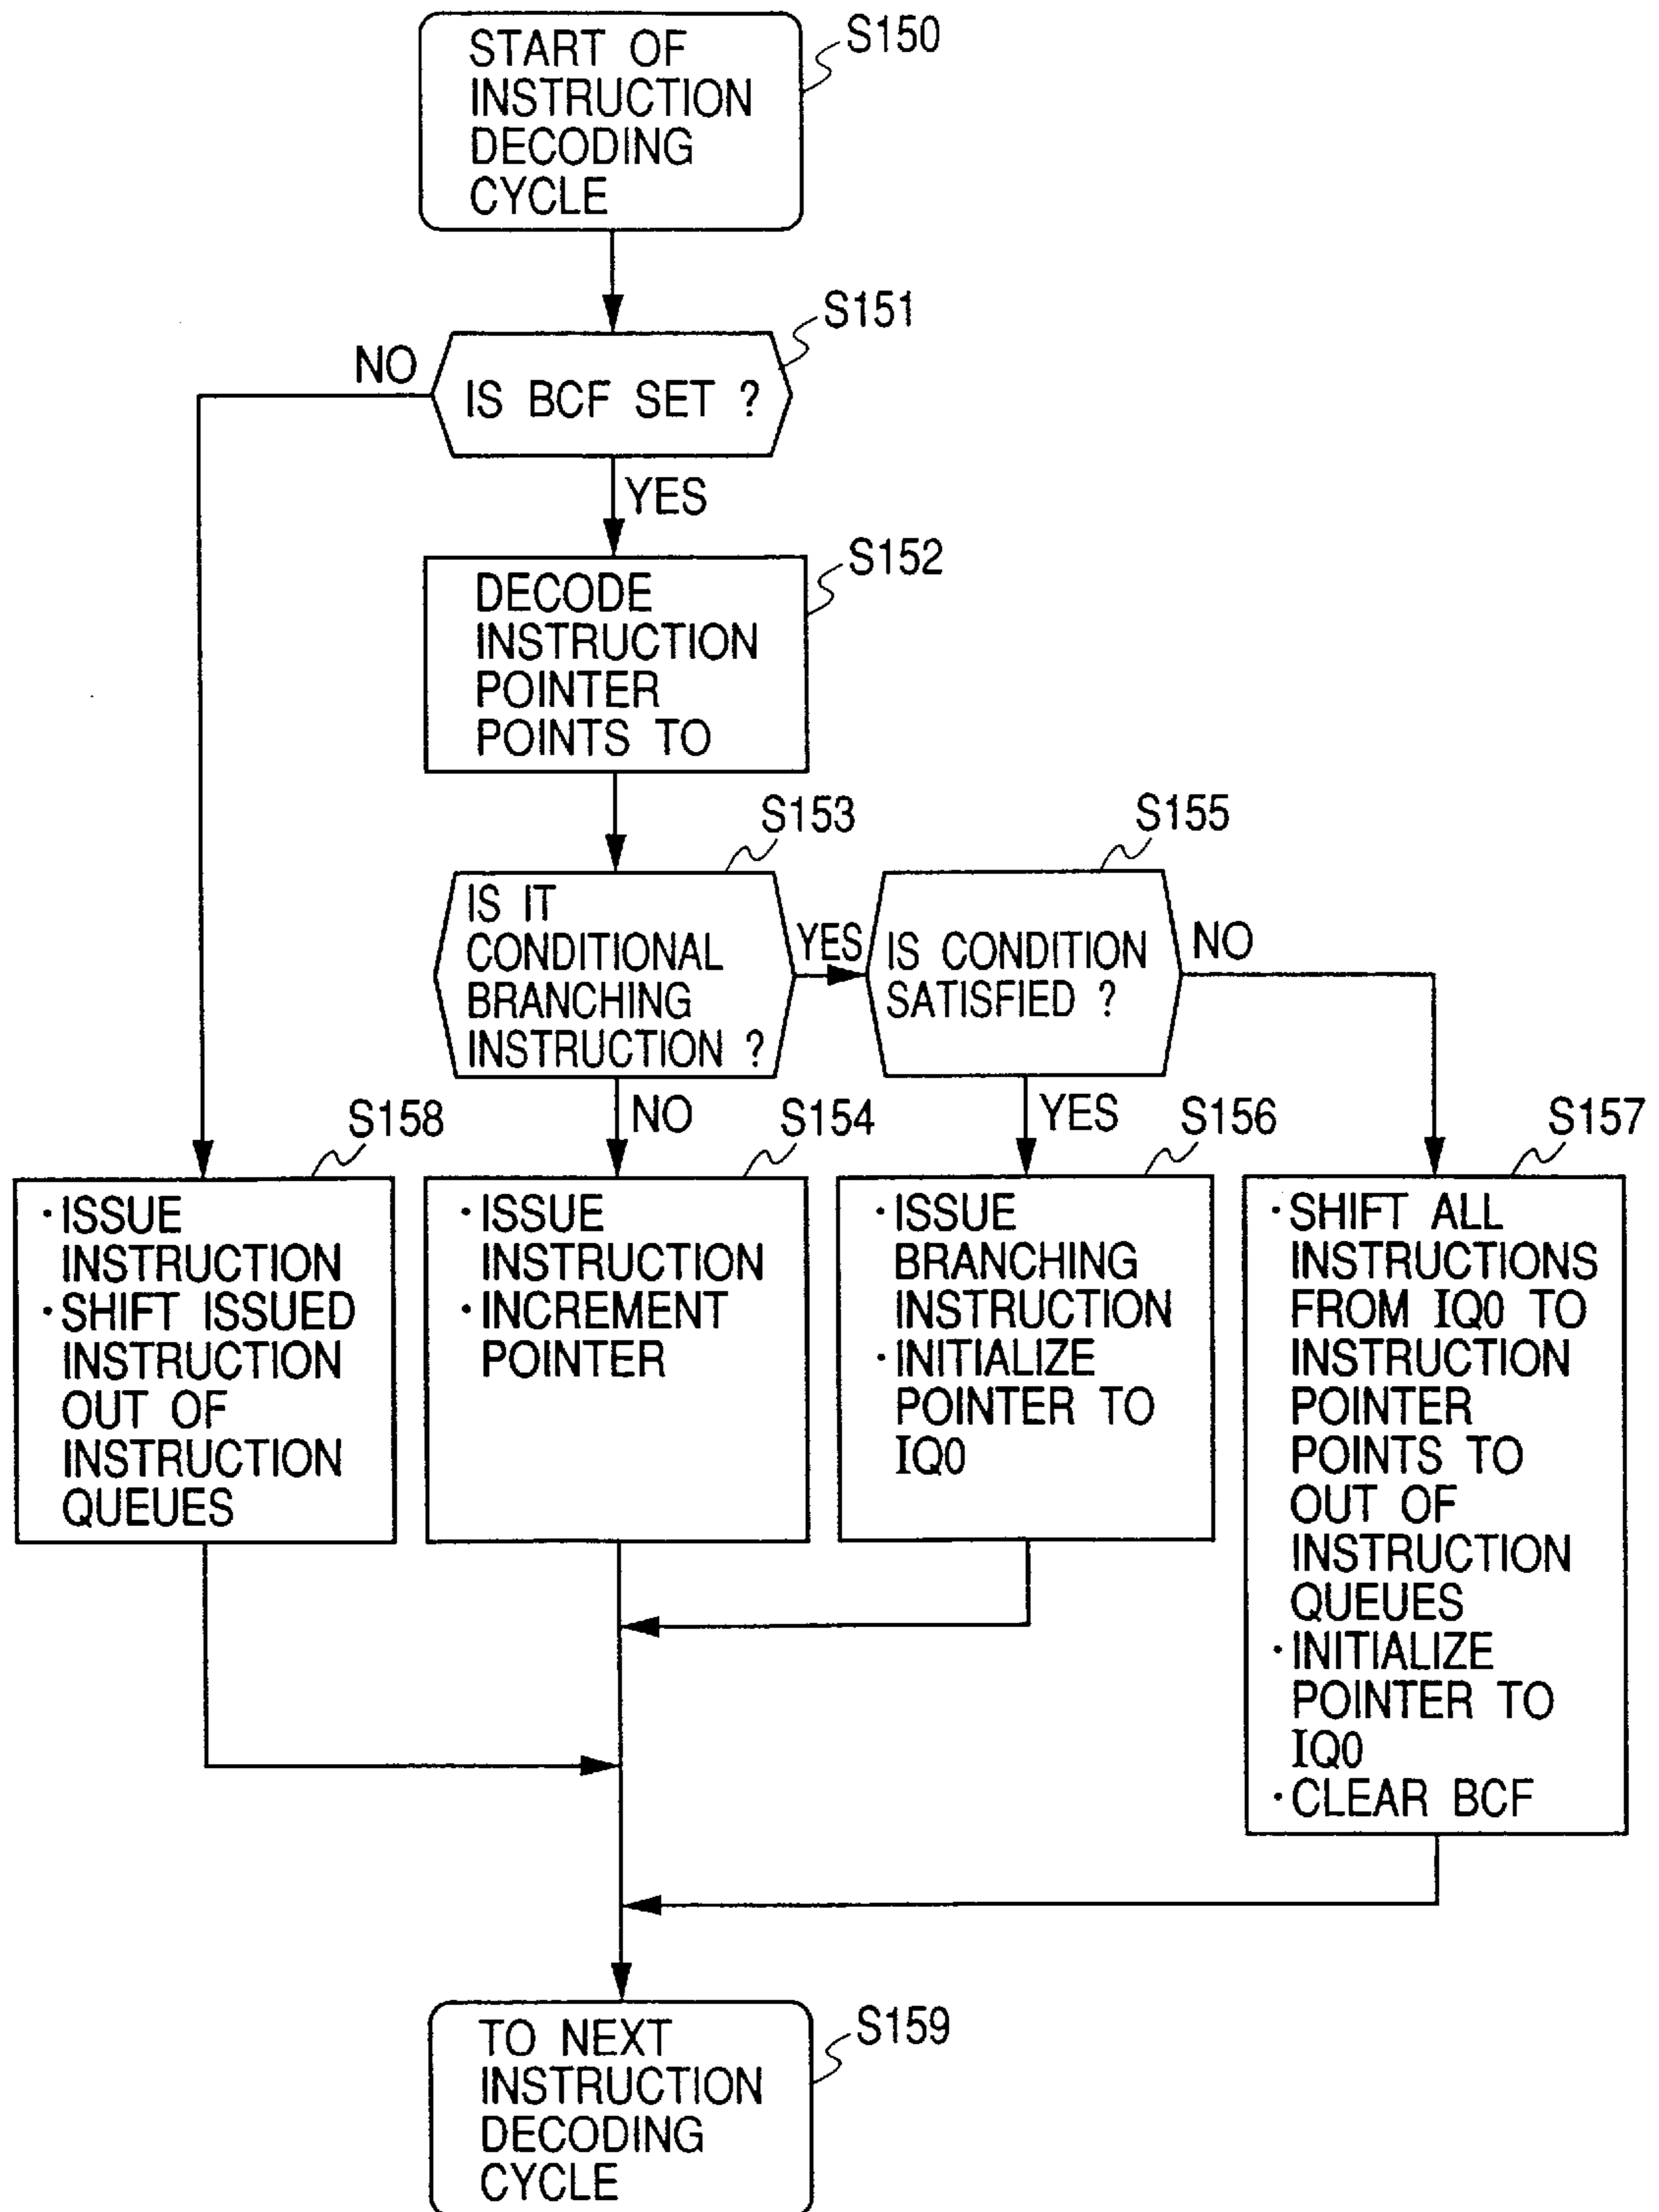 START OF
INSTRUCTION
DECODING
CYCLE
S150
S151
NO
IS BCF SET ?
YES
S152
DECODE
INSTRUCTION
POINTER
POINTS TO
S153
IS IT
CONDITIONAL
BRANCHING
INSTRUCTION ?
YES
S155
IS CONDITION
SATISFIED ?
NO
NO
YES
S158
· ISSUE
INSTRUCTION
· SHIFT ISSUED
INSTRUCTION
OUT OF
INSTRUCTION
QUEUES
S154
· ISSUE
INSTRUCTION
· INCREMENT
POINTER
S156
· ISSUE
BRANCHING
INSTRUCTION
· INITIALIZE
POINTER TO
IQ0
S157
· SHIFT ALL
INSTRUCTIONS
FROM IQ0 TO
INSTRUCTION
POINTER
POINTS TO
OUT OF
INSTRUCTION
QUEUES
· INITIALIZE
POINTER TO
IQ0
· CLEAR BCF
TO NEXT
INSTRUCTION
DECODING
CYCLE
S159